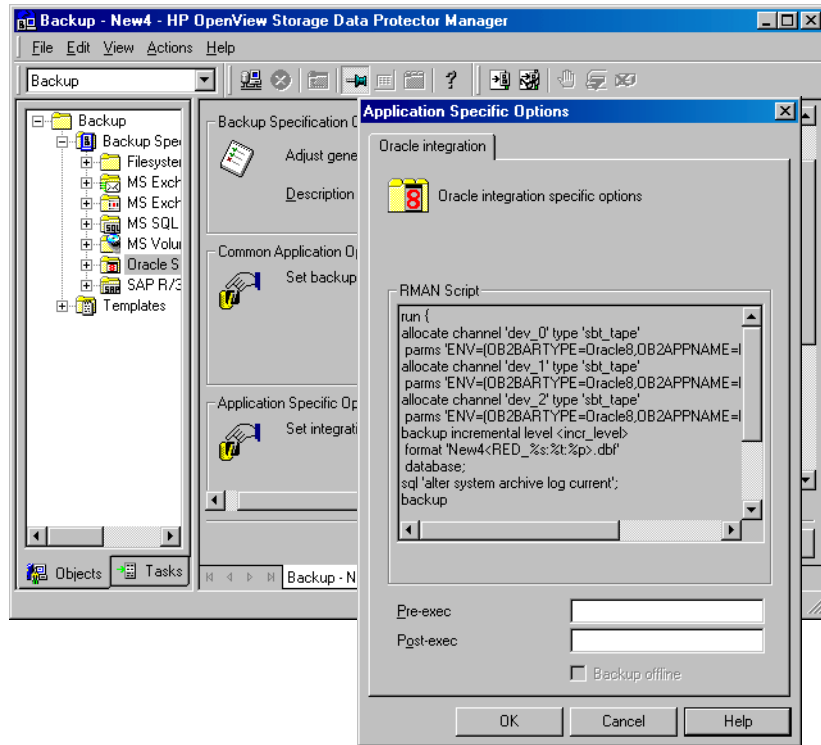 Backup - New4 - HP OpenView Storage Data Protector Manager
File Edit View Actions Help
Backup
Backup
Backup Spe
Filesyste
MS Exch
MS Exch
MS SQL
MS Volu
Oracle S
SAP R/3
Templates
Objects
Tasks
Backup Specification
Adjust gene
Description
Common Application O
Set backup
Application Specific Op
Set integrati
Backup - N
Application Specific Options
Oracle integration
8 Oracle integration specific options
RMAN Script
run {
allocate channel 'dev_0' type 'sbt_tape'
parms 'ENV=(OB2BARTYPE=Oracle8,OB2APPNAME=I
allocate channel 'dev_1' type 'sbt_tape'
parms 'ENV=(OB2BARTYPE=Oracle8,OB2APPNAME=I
allocate channel 'dev_2' type 'sbt_tape'
parms 'ENV=(OB2BARTYPE=Oracle8,OB2APPNAME=I
backup incremental level <incr_level>
format 'New4<RED_%s:%t:%p>.dbf'
database;
sql 'alter system archive log current';
backup
Pre-exec
Post-exec
Backup offline
OK Cancel Help